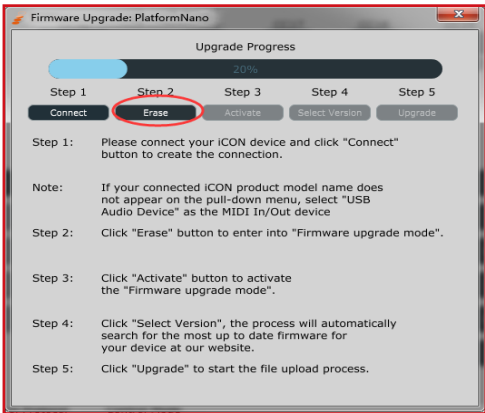 Firmware Upgrade: PlatformNano
Upgrade Progress
20%
Step 1 Step 2 Step 3 Step 4 Step 5
Connect Erase Activate Select Version Upgrade
Step 1: Please connect your iCON device and click "Connect"
button to create the connection.
Note: If your connected iCON product model name does
not appear on the pull-down menu, select "USB
Audio Device" as the MIDI In/Out device
Step 2: Click "Erase" button to enter into "Firmware upgrade mode".
Step 3: Click "Activate" button to activate
the "Firmware upgrade mode".
Step 4: Click "Select Version", the process will automatically
search for the most up to date firmware for
your device at our website.
Step 5: Click "Upgrade" to start the file upload process.